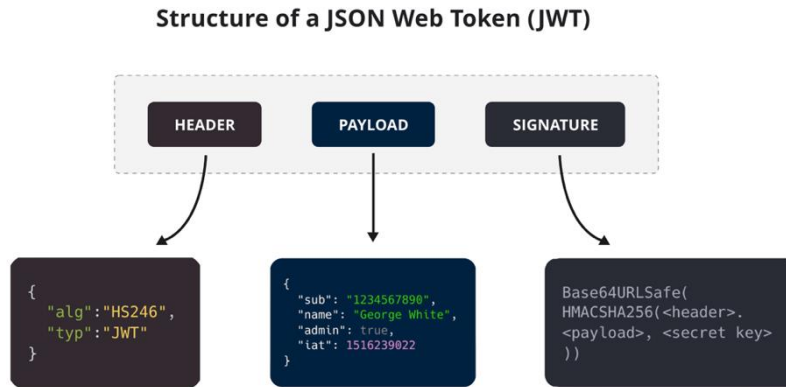 Structure of a JSON Web Token (JWT)
HEADER
PAYLOAD
SIGNATURE
{
"alg":"HS246",
"typ":"JWT"
}
{
"sub": "1234567890",
"name": "George White",
"admin": true,
"iat": 1516239022
}
Base64URLSafe(
HMACSHA256(<header>.
<payload>, <secret key>
))